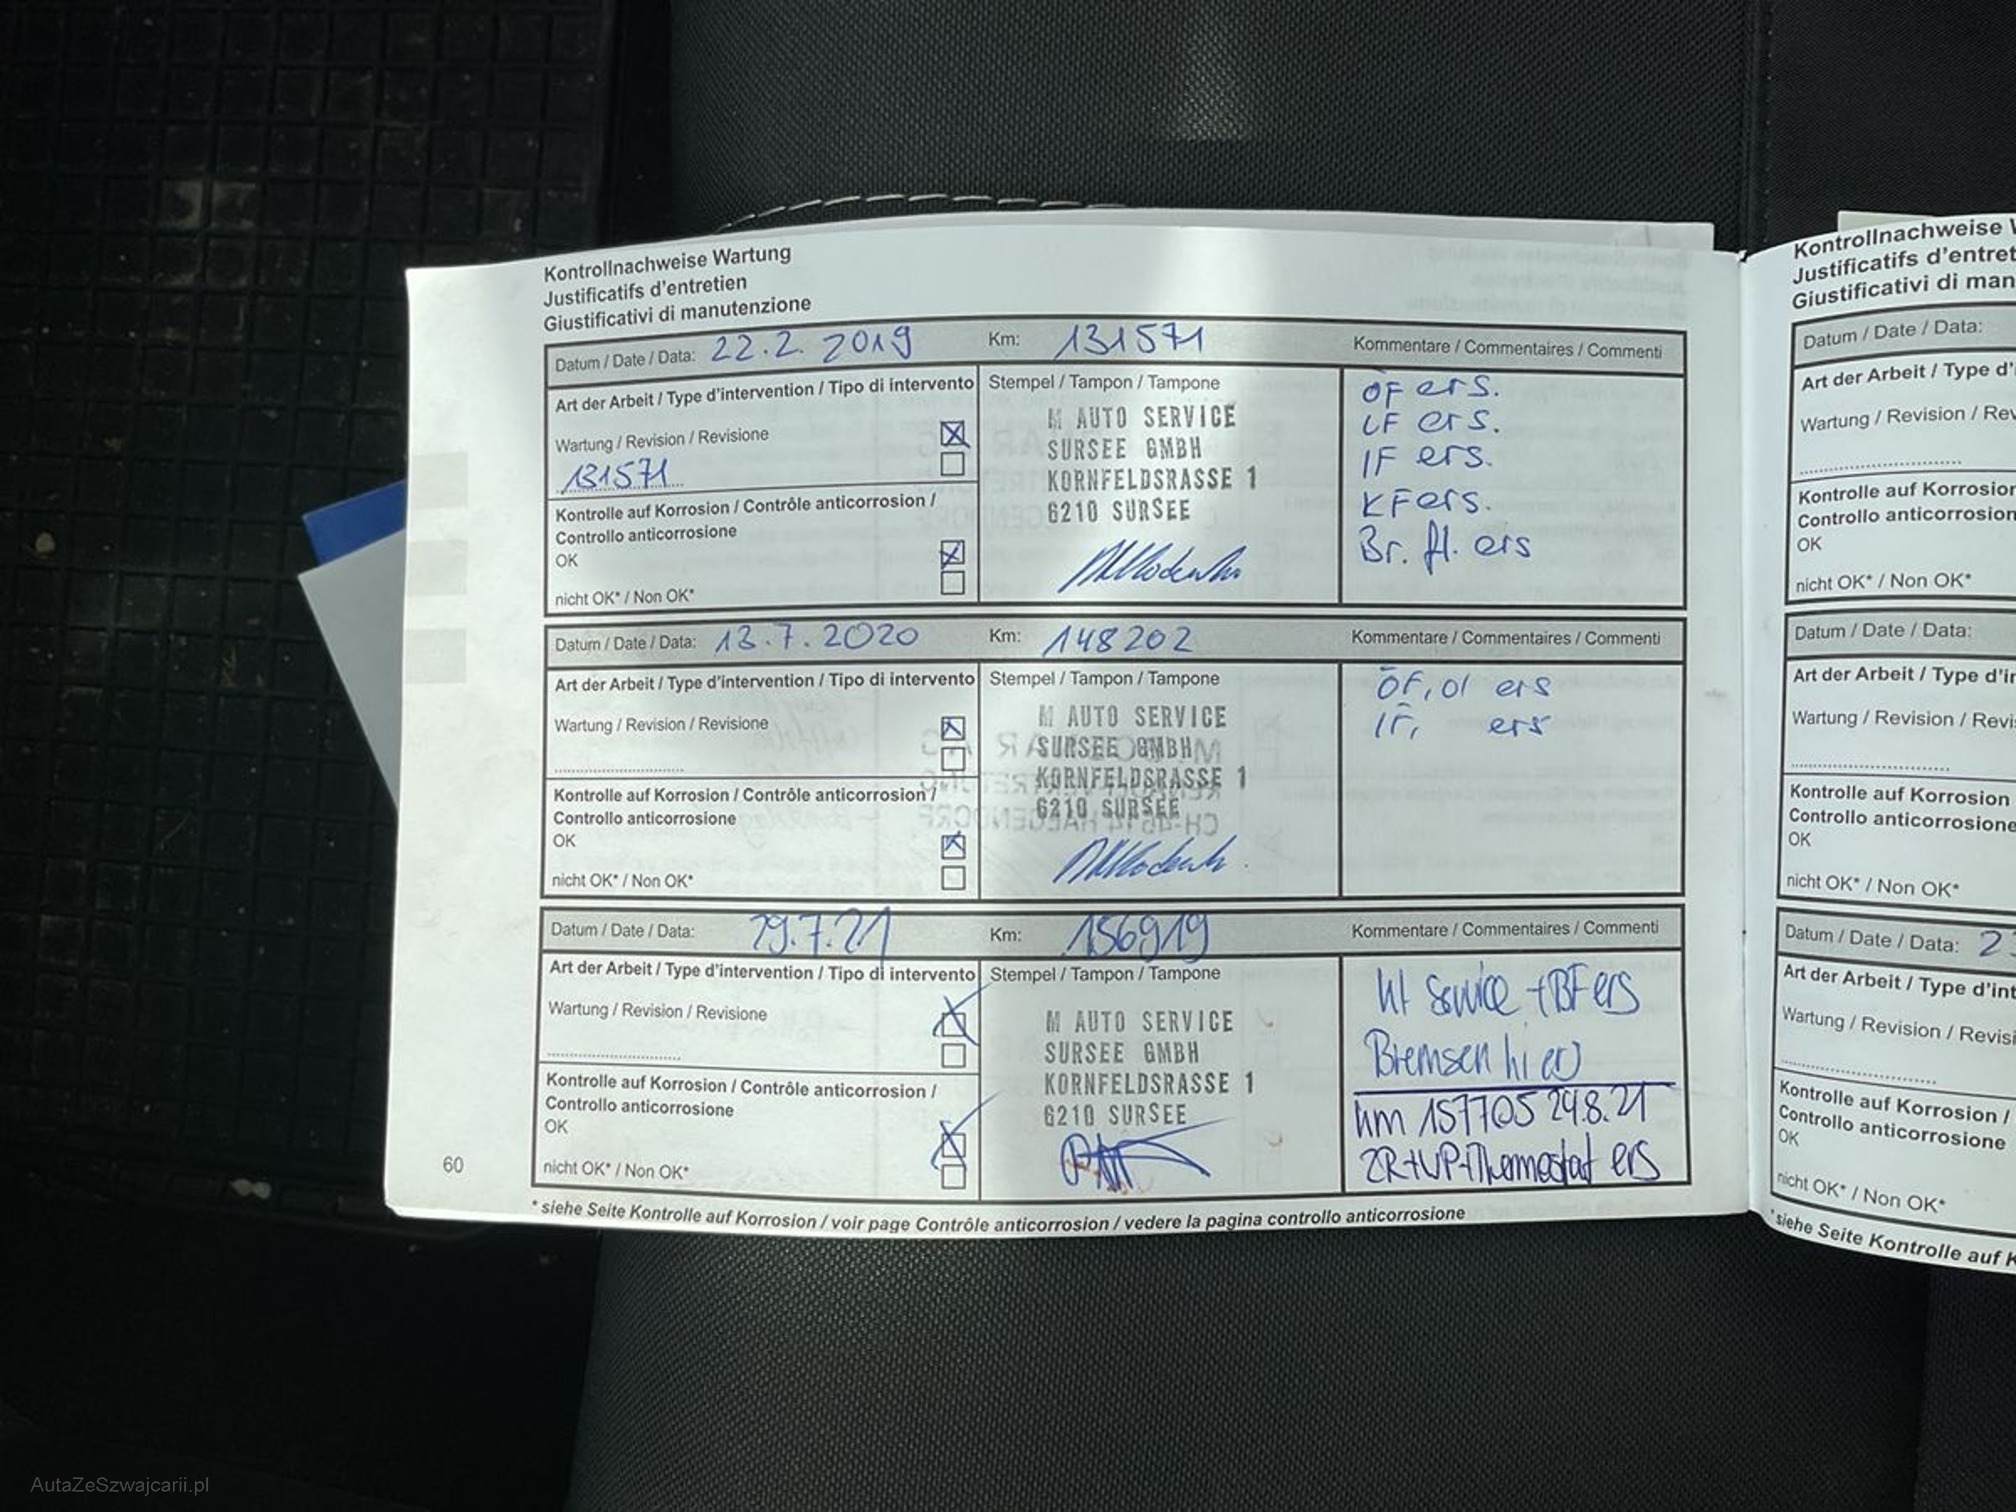 Kontrollnachweise Wartung
Justificatifs d'entretien
Giustificativi di manutenzione
Datum / Date / Data: 22.2.2019 Km: 131571 Kommentare / Commentaires / Commenti
Art der Arbeit / Type d'intervention / Tipo di intervento
Wartung / Revision / Revisione
131571
Kontrolle auf Korrosion / Contrôle anticorrosion /
Controllo anticorrosione
OK
nicht OK* / Non OK*
Stempel / Tampon / Tampone
M AUTO SERVICE
SURSEE GMBH
KORNFELDSRASSE 1
6210 SURSEE
ÖF ers.
LF ers.
IF ers.
KF ers.
Br. fl. ers
Datum / Date / Data: 13.7.2020 Km: 148202 Kommentare / Commentaires / Commenti
Art der Arbeit / Type d'intervention / Tipo di intervento
Wartung / Revision / Revisione
Kontrolle auf Korrosion / Contrôle anticorrosion /
Controllo anticorrosione
OK
nicht OK* / Non OK*
Stempel / Tampon / Tampone
M AUTO SERVICE
SURSEE GMBH
KORNFELDSRASSE 1
6210 SURSEE
ÖF, Öl ers
IF, ers
Datum / Date / Data: 29.7.21 Km: 156919 Kommentare / Commentaires / Commenti
Art der Arbeit / Type d'intervention / Tipo di intervento
Wartung / Revision / Revisione
Kontrolle auf Korrosion / Contrôle anticorrosion /
Controllo anticorrosione
OK
nicht OK* / Non OK*
Stempel / Tampon / Tampone
M AUTO SERVICE
SURSEE GMBH
KORNFELDSRASSE 1
6210 SURSEE
Service + BF ers
Bremsen hi
km 157705 24.8.21
ZR+WP+Thermostat ers
60
* siehe Seite Kontrolle auf Korrosion / voir page Contrôle anticorrosion / vedere la pagina controllo anticorrosione
Kontrollnachweise
Justificatifs d'entret
Giustificativi di man
Datum / Date / Data:
Art der Arbeit / Type d'
Wartung / Revision / Rev
Kontrolle auf Korrosion
Controllo anticorrosion
OK
nicht OK* / Non OK*
Datum / Date / Data:
Art der Arbeit / Type d'in
Wartung / Revision / Revi
Kontrolle auf Korrosion
Controllo anticorrosione
OK
nicht OK* / Non OK*
Datum / Date / Data: 2
Art der Arbeit / Type d'int
Wartung / Revision / Revisi
Kontrolle auf Korrosion /
Controllo anticorrosione
OK
nicht OK* / Non OK*
*siehe Seite Kontrolle auf K
AutaZeSzwajcarii.pl